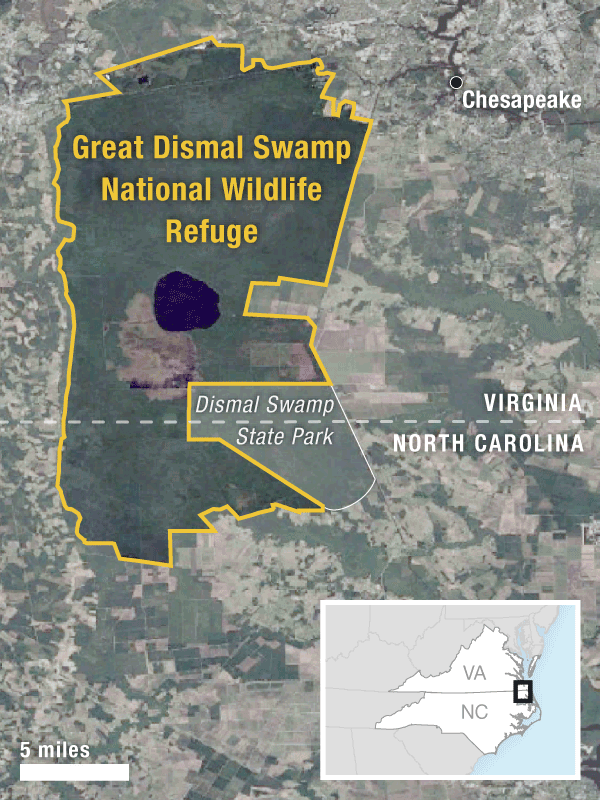 Chesapeake
Great Dismal Swamp
National Wildlife
Refuge
Dismal Swamp
State Park
VIRGINIA
NORTH CAROLINA
VA
NC
5 miles